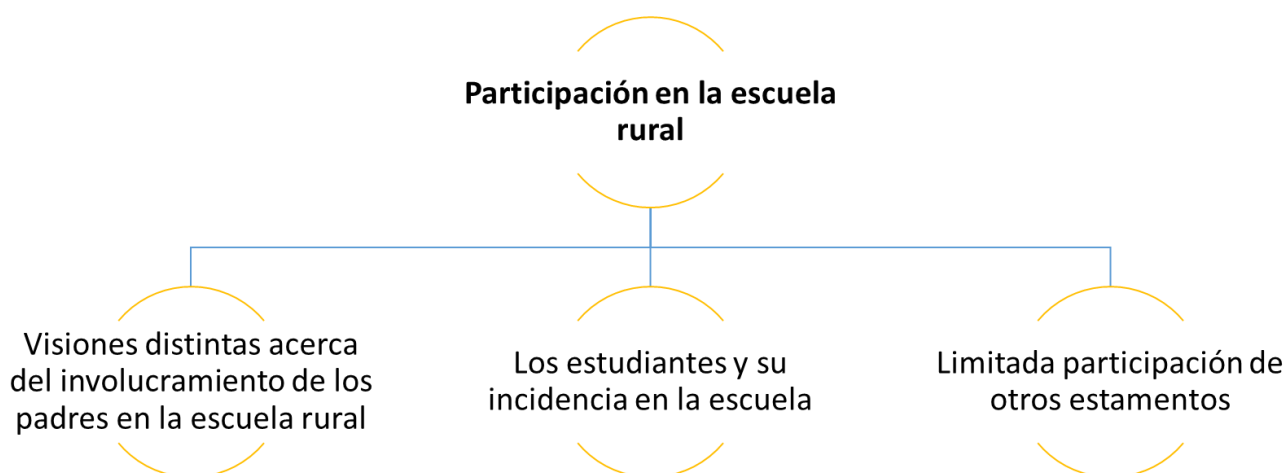 Participación en la escuela
rural
Visiones distintas acerca
del involucramiento de los
padres en la escuela rural
Los estudiantes y su
incidencia en la escuela
Limitada participación de
otros estamentos